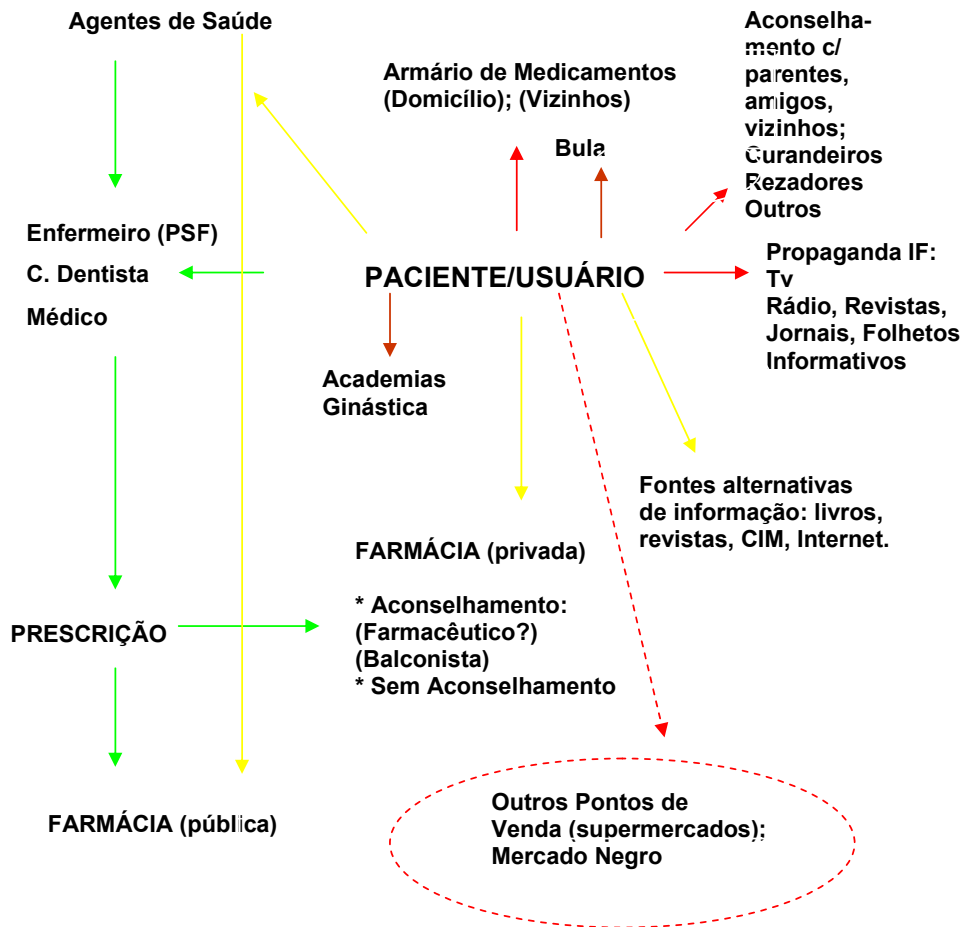 Agentes de Saúde
Armário de Medicamentos
(Domicílio); (Vizinhos)
Bula
Aconselha-
mento c/
parentes,
amigos,
vizinhos;
Curandeiros
Rezadores
Outros
Enfermeiro (PSF)
C. Dentista
Médico
PACIENTE/USUÁRIO
Propaganda IF:
Tv
Rádio, Revistas,
Jornais, Folhetos
Informativos
Academias
Ginástica
Fontes alternativas
de informação: livros,
revistas, CIM, Internet.
FARMÁCIA (privada)
* Aconselhamento:
(Farmacêutico?)
(Balconista)
* Sem Aconselhamento
PRESCRIÇÃO
FARMÁCIA (pública)
Outros Pontos de
Venda (supermercados);
Mercado Negro